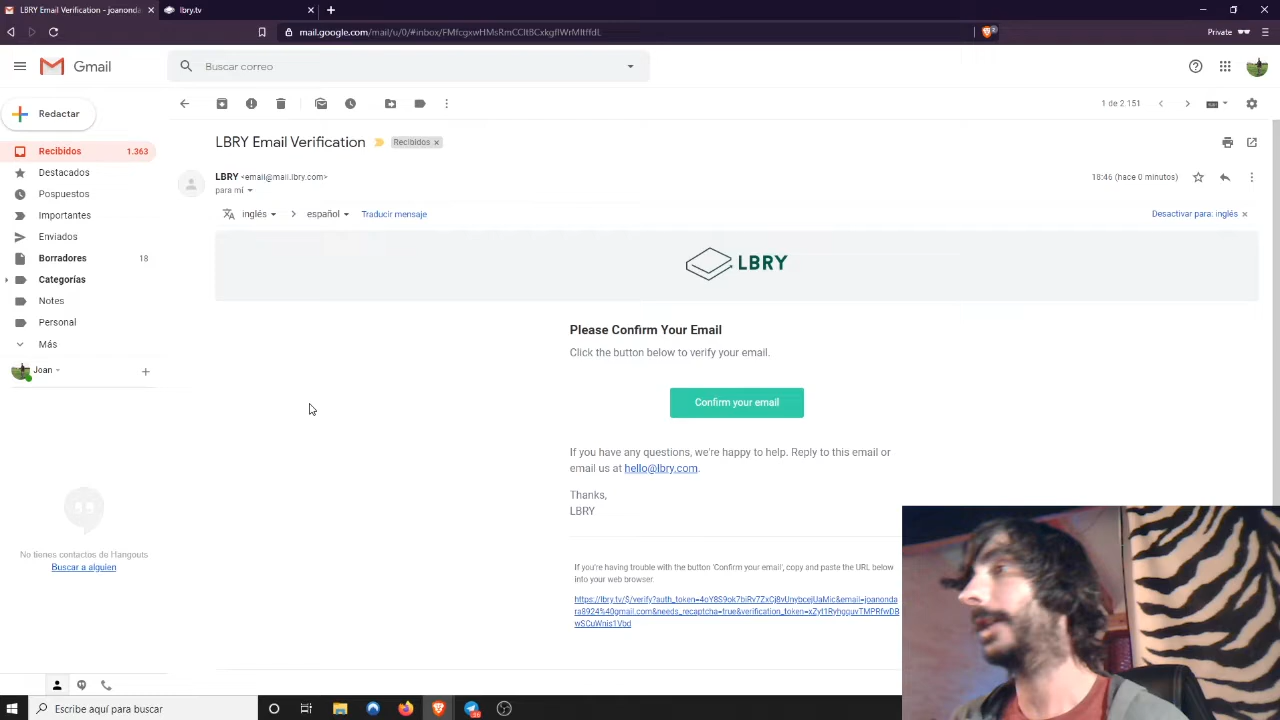 LBRY Email Verification - joanonda
lbry.tv
mail.google.com/mail/u/0/#inbox/
Private
Gmail
Buscar correo
Redactar
1 de 2.151
Recibidos 1.363
Destacados
Pospuestos
Importantes
Enviados
Borradores 18
Categorías
Notes
Personal
Más
Joan
No tienes contactos de Hangouts
Buscar a alguien
LBRY Email Verification
Recibidos
LBRY <email@mail.lbry.com>
para mí
18:46 (hace 0 minutos)
inglés > español Traducir mensaje
Desactivar para: inglés
LBRY
Please Confirm Your Email
Click the button below to verify your email.
Confirm your email
If you have any questions, we're happy to help. Reply to this email or
email us at hello@lbry.com.
Thanks,
LBRY
If you're having trouble with the button 'Confirm your email', copy and paste the URL below
into your web browser.
Escribe aquí para buscar